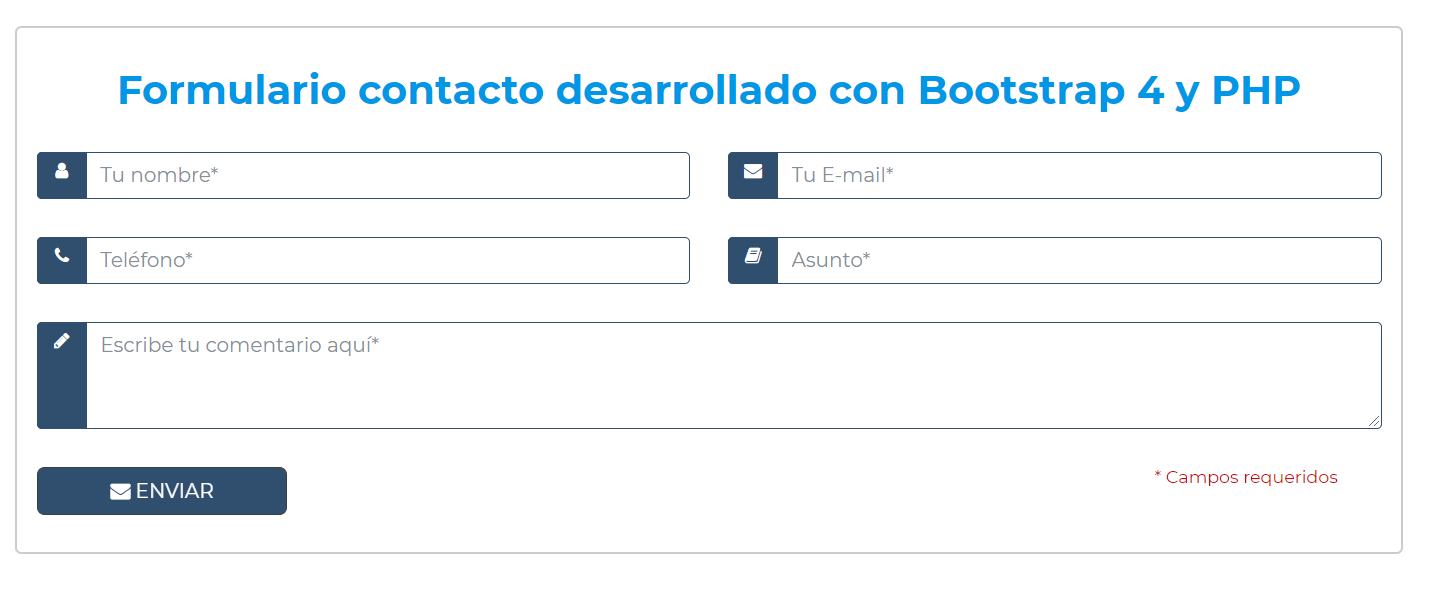 Formulario contacto desarrollado con Bootstrap 4 y PHP
Tu nombre*
Tu E-mail*
Teléfono*
Asunto*
Escribe tu comentario aquí*
ENVIAR
* Campos requeridos